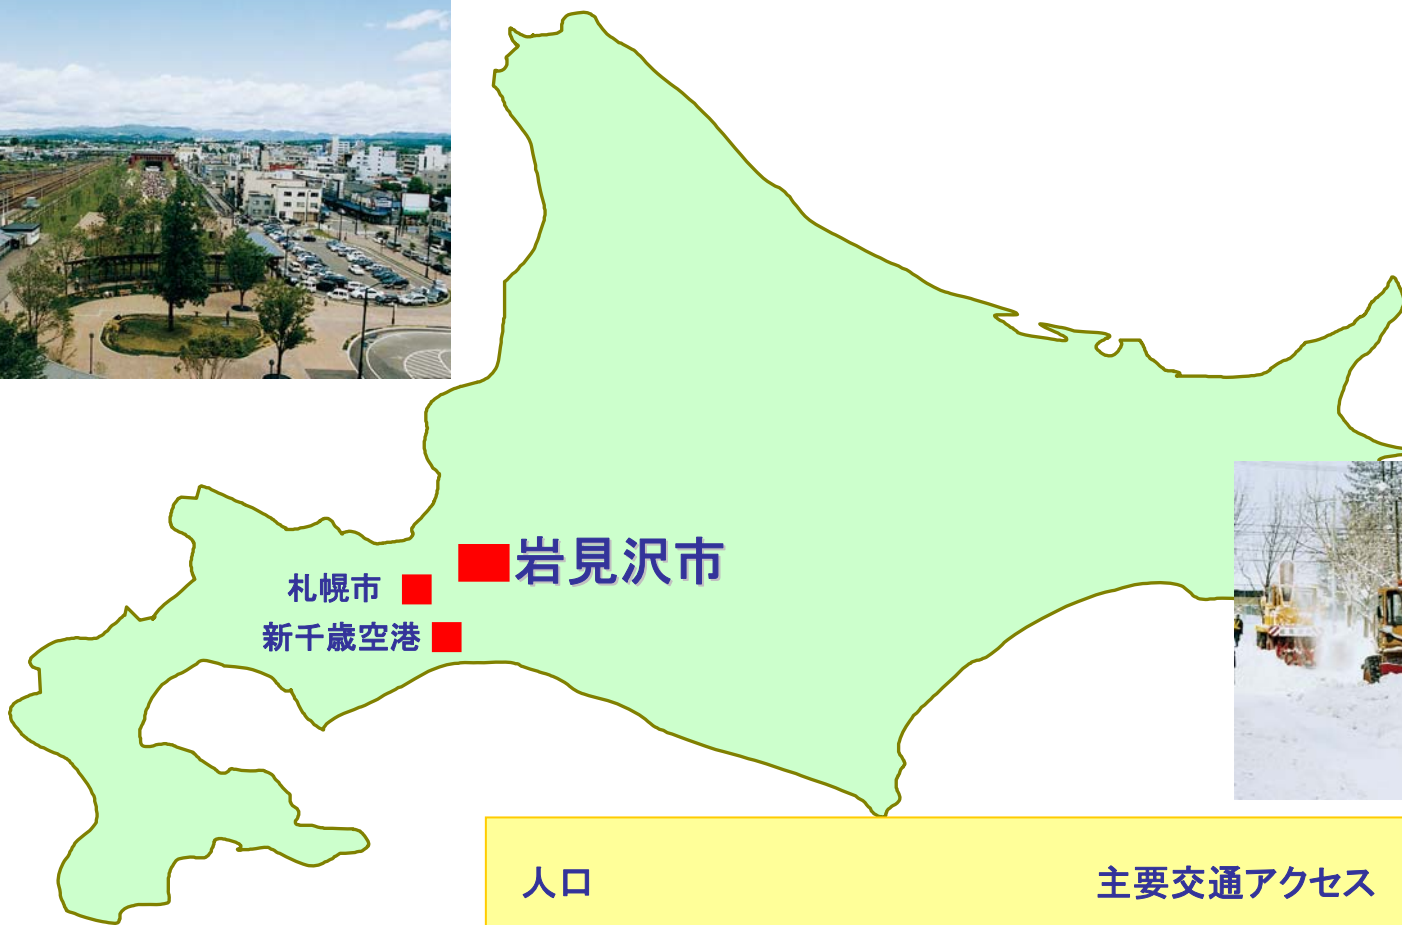 岩見沢市
札幌市
新千歳空港
人口
主要交通アクセス